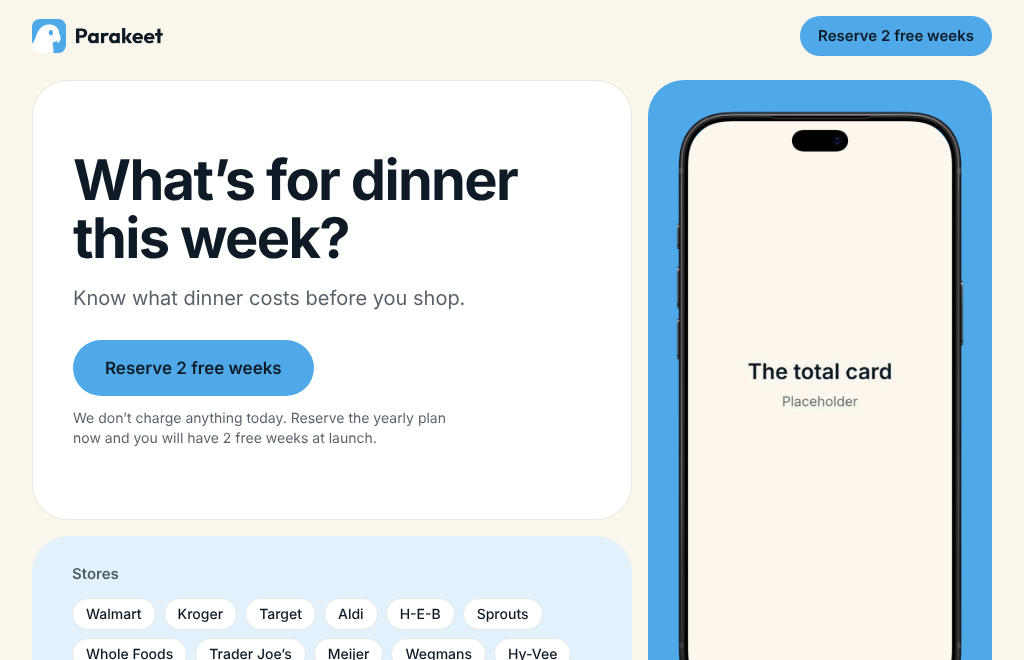 Parakeet
Reserve 2 free weeks
What’s for dinner
this week?
Know what dinner costs before you shop.
Reserve 2 free weeks
We don’t charge anything today. Reserve the yearly plan
now and you will have 2 free weeks at launch.
The total card
Placeholder
Stores
Walmart Kroger Target Aldi H-E-B Sprouts
Whole Foods Trader Joe’s Meijer Wegmans Hy-Vee